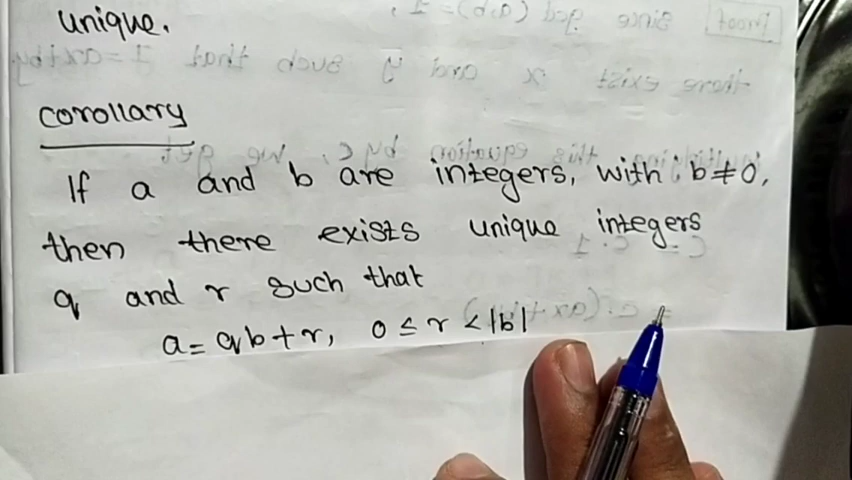 unique.
corollary
If a and b are integers, with b ≠ 0,
then there exists unique integers
q and r such that
a = qb + r, 0 ≤ r < |b|